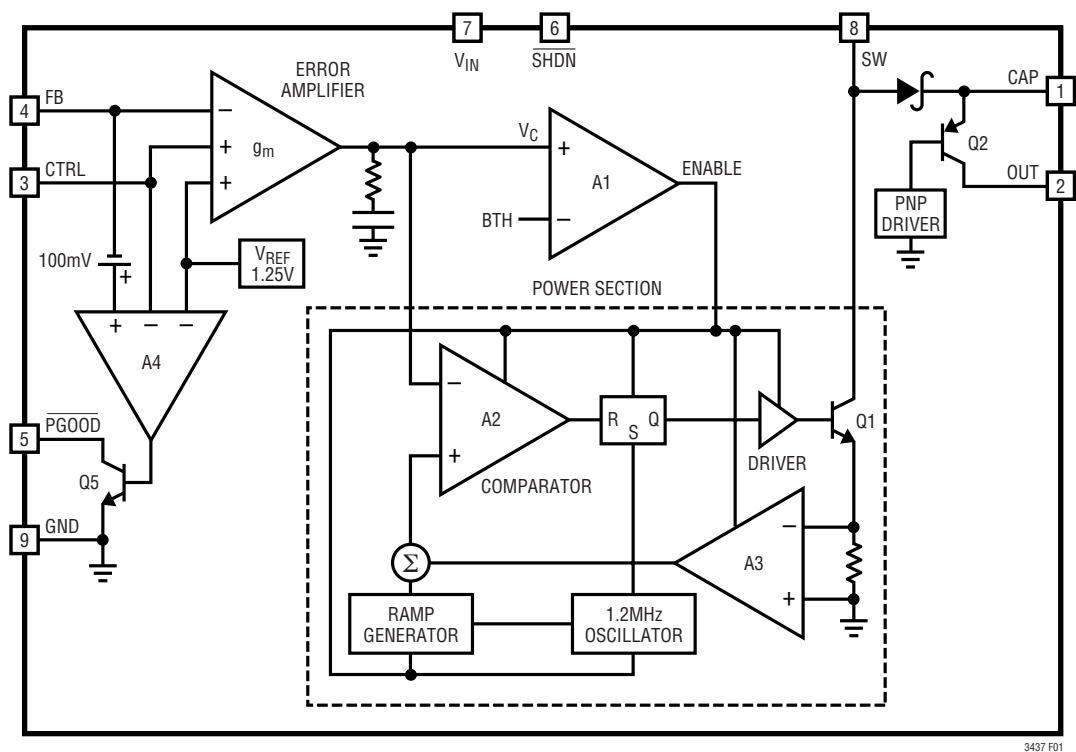 7
6
8
V_IN
S̅H̅D̅N̅
SW
ERROR
AMPLIFIER
4
FB
−
+
+
g_m
3
CTRL
V_C
+
A1
−
BTH
ENABLE
CAP
1
Q2
OUT
2
PNP
DRIVER
100mV
+
V_REF
1.25V
+
−
−
A4
POWER SECTION
−
A2
+
COMPARATOR
R
S
Q
DRIVER
Q1
5
P̅G̅O̅O̅D̅
Q5
9
GND
Σ
−
A3
+
RAMP
GENERATOR
1.2MHz
OSCILLATOR
3437 F01